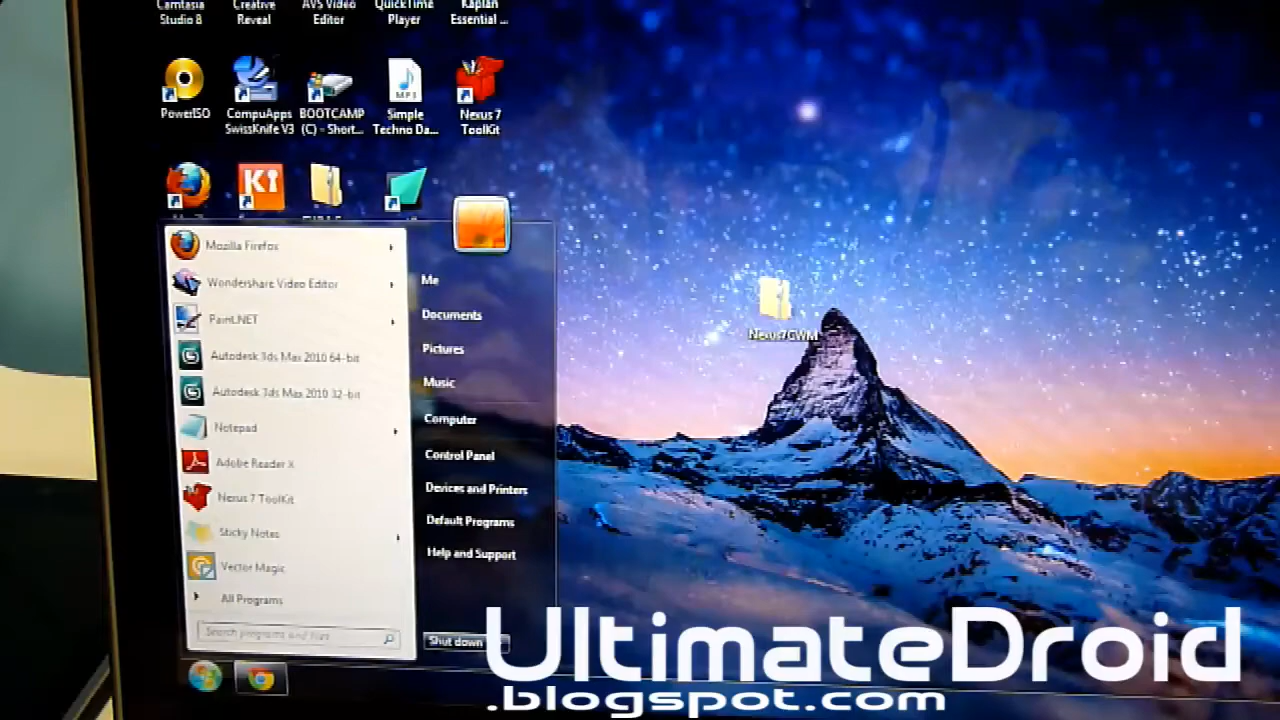 Camtasia Studio 8
Creative Reveal
AVS Video Editor
QuickTime Player
Kaplan Essential ...
PowerISO
CompuApps SwissKnife V3
BOOTCAMP (C) - Short...
MP3
Simple Techno Da...
Nexus 7 ToolKit
K!
Mozilla Firefox
Wondershare Video Editor
Paint.NET
Autodesk 3ds Max 2010 64-bit
Autodesk 3ds Max 2010 32-bit
Notepad
Adobe Reader X
Nexus 7 ToolKit
Sticky Notes
Vector Magic
All Programs
Search programs and files
Me
Documents
Pictures
Music
Computer
Control Panel
Devices and Printers
Default Programs
Help and Support
Shut down
Nexus7CWM
UltimateDroid
.blogspot.com